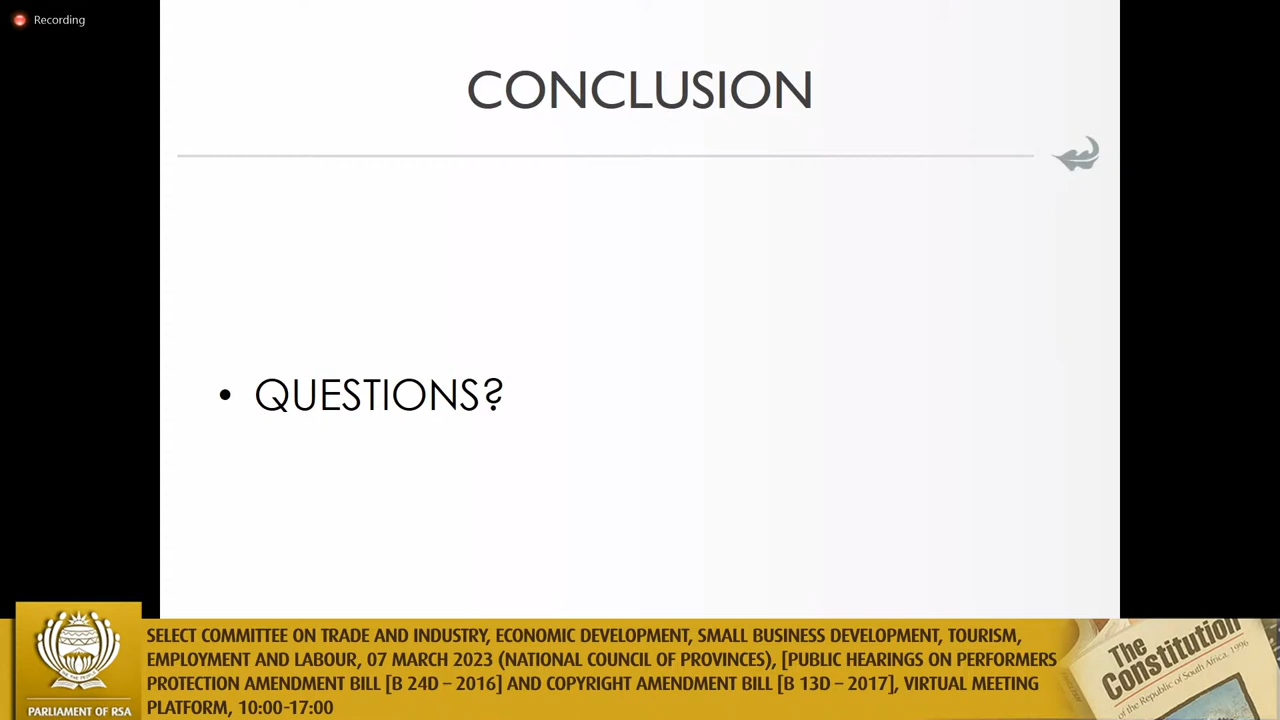 Recording
CONCLUSION
• QUESTIONS?
SELECT COMMITTEE ON TRADE AND INDUSTRY, ECONOMIC DEVELOPMENT, SMALL BUSINESS DEVELOPMENT, TOURISM,
EMPLOYMENT AND LABOUR, 07 MARCH 2023 (NATIONAL COUNCIL OF PROVINCES), [PUBLIC HEARINGS ON PERFORMERS
PROTECTION AMENDMENT BILL [B 24D – 2016] AND COPYRIGHT AMENDMENT BILL [B 13D – 2017], VIRTUAL MEETING
PLATFORM, 10:00-17:00
PARLIAMENT OF RSA
The
Constitution
of the Republic of South Africa, 1996